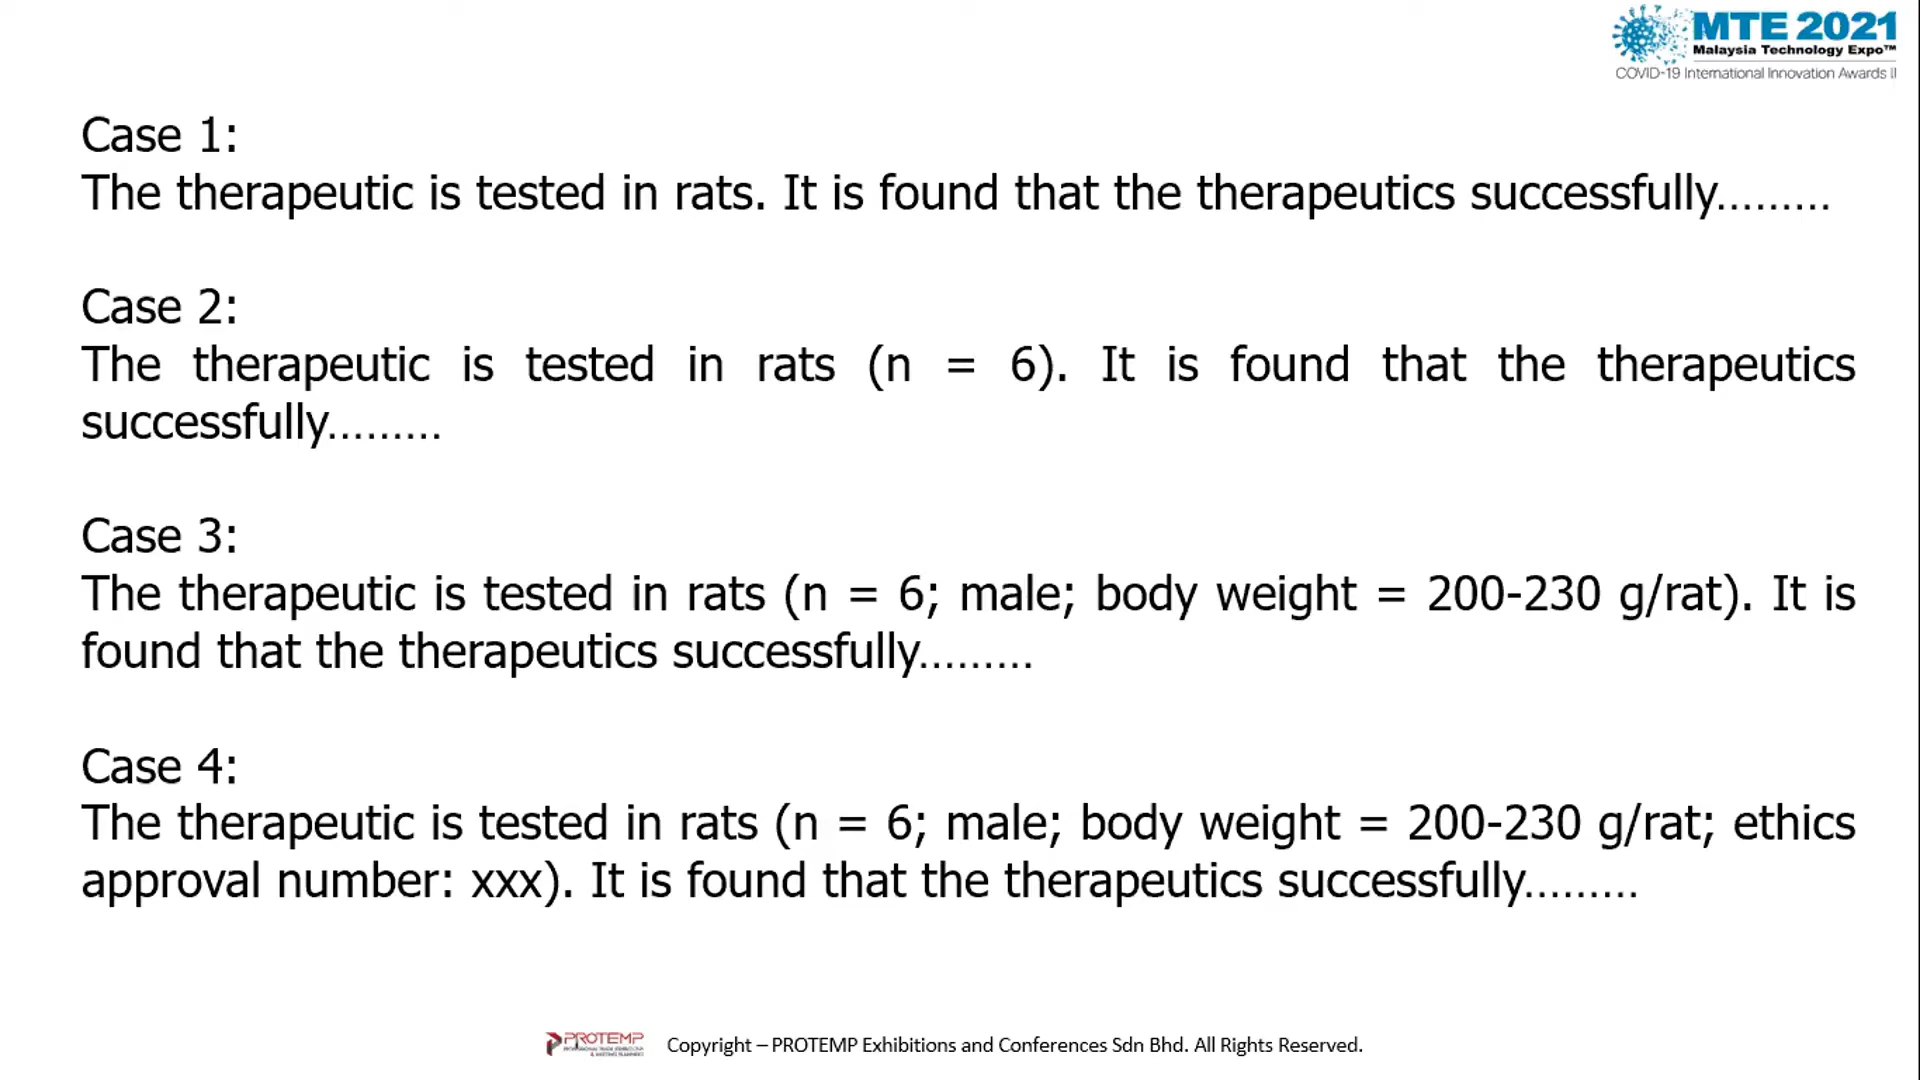 MTE 2021
Malaysia Technology Expo™
COVID-19 International Innovation Awards II
Case 1:
The therapeutic is tested in rats. It is found that the therapeutics successfully.........
Case 2:
The therapeutic is tested in rats (n = 6). It is found that the therapeutics
successfully.........
Case 3:
The therapeutic is tested in rats (n = 6; male; body weight = 200-230 g/rat). It is
found that the therapeutics successfully.........
Case 4:
The therapeutic is tested in rats (n = 6; male; body weight = 200-230 g/rat; ethics
approval number: xxx). It is found that the therapeutics successfully.........
PROTEMP
Copyright – PROTEMP Exhibitions and Conferences Sdn Bhd. All Rights Reserved.